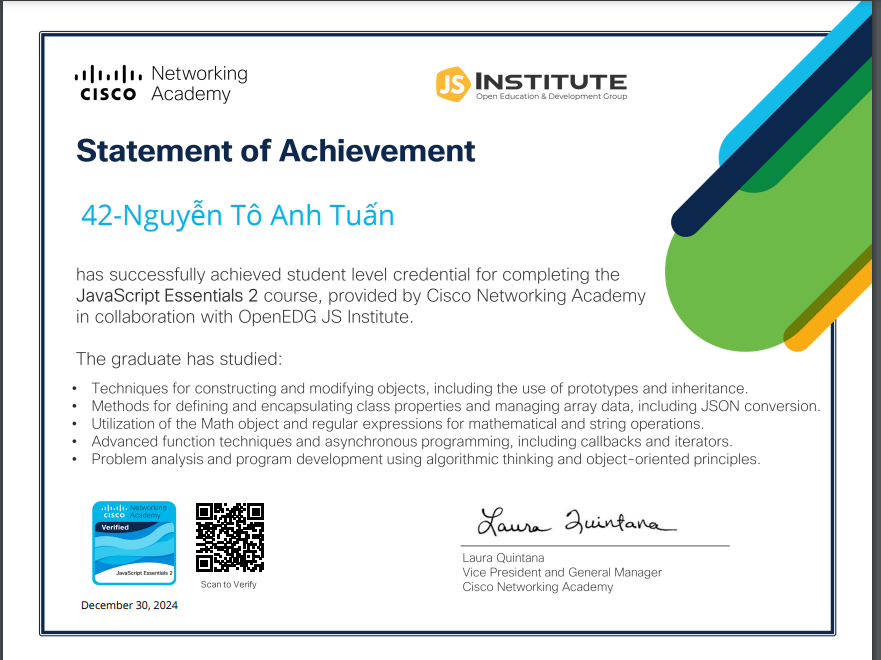 Networking
CISCO Academy
JS INSTITUTE
Open Education & Development Group
Statement of Achievement
42-Nguyễn Tô Anh Tuấn
has successfully achieved student level credential for completing the
JavaScript Essentials 2 course, provided by Cisco Networking Academy
in collaboration with OpenEDG JS Institute.
The graduate has studied:
• Techniques for constructing and modifying objects, including the use of prototypes and inheritance.
• Methods for defining and encapsulating class properties and managing array data, including JSON conversion.
• Utilization of the Math object and regular expressions for mathematical and string operations.
• Advanced function techniques and asynchronous programming, including callbacks and iterators.
• Problem analysis and program development using algorithmic thinking and object-oriented principles.
Networking
CISCO Academy
Verified
JavaScript Essentials 2
Scan to Verify
December 30, 2024
Laura Quintana
Laura Quintana
Vice President and General Manager
Cisco Networking Academy